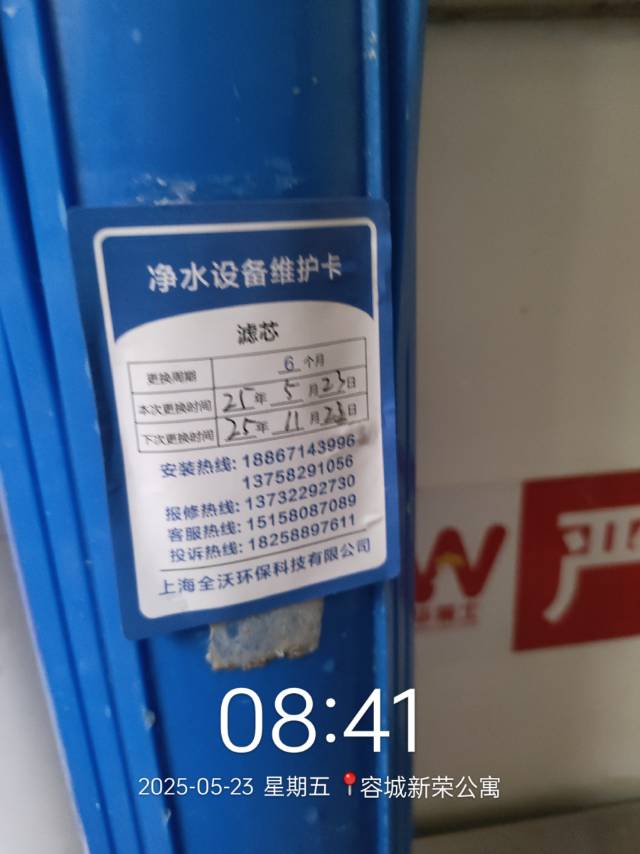 净水设备维护卡
滤芯
更换周期 6 个月
本次更换时间 25 年 5 月 23 日
下次更换时间 25 年 11 月 23 日
安装热线: 18867143996
13758291056
报修热线: 13732292730
客服热线: 15158087089
投诉热线: 18258897611
上海全沃环保科技有限公司
W
严
08:41
2025-05-23 星期五 📍容城新荣公寓